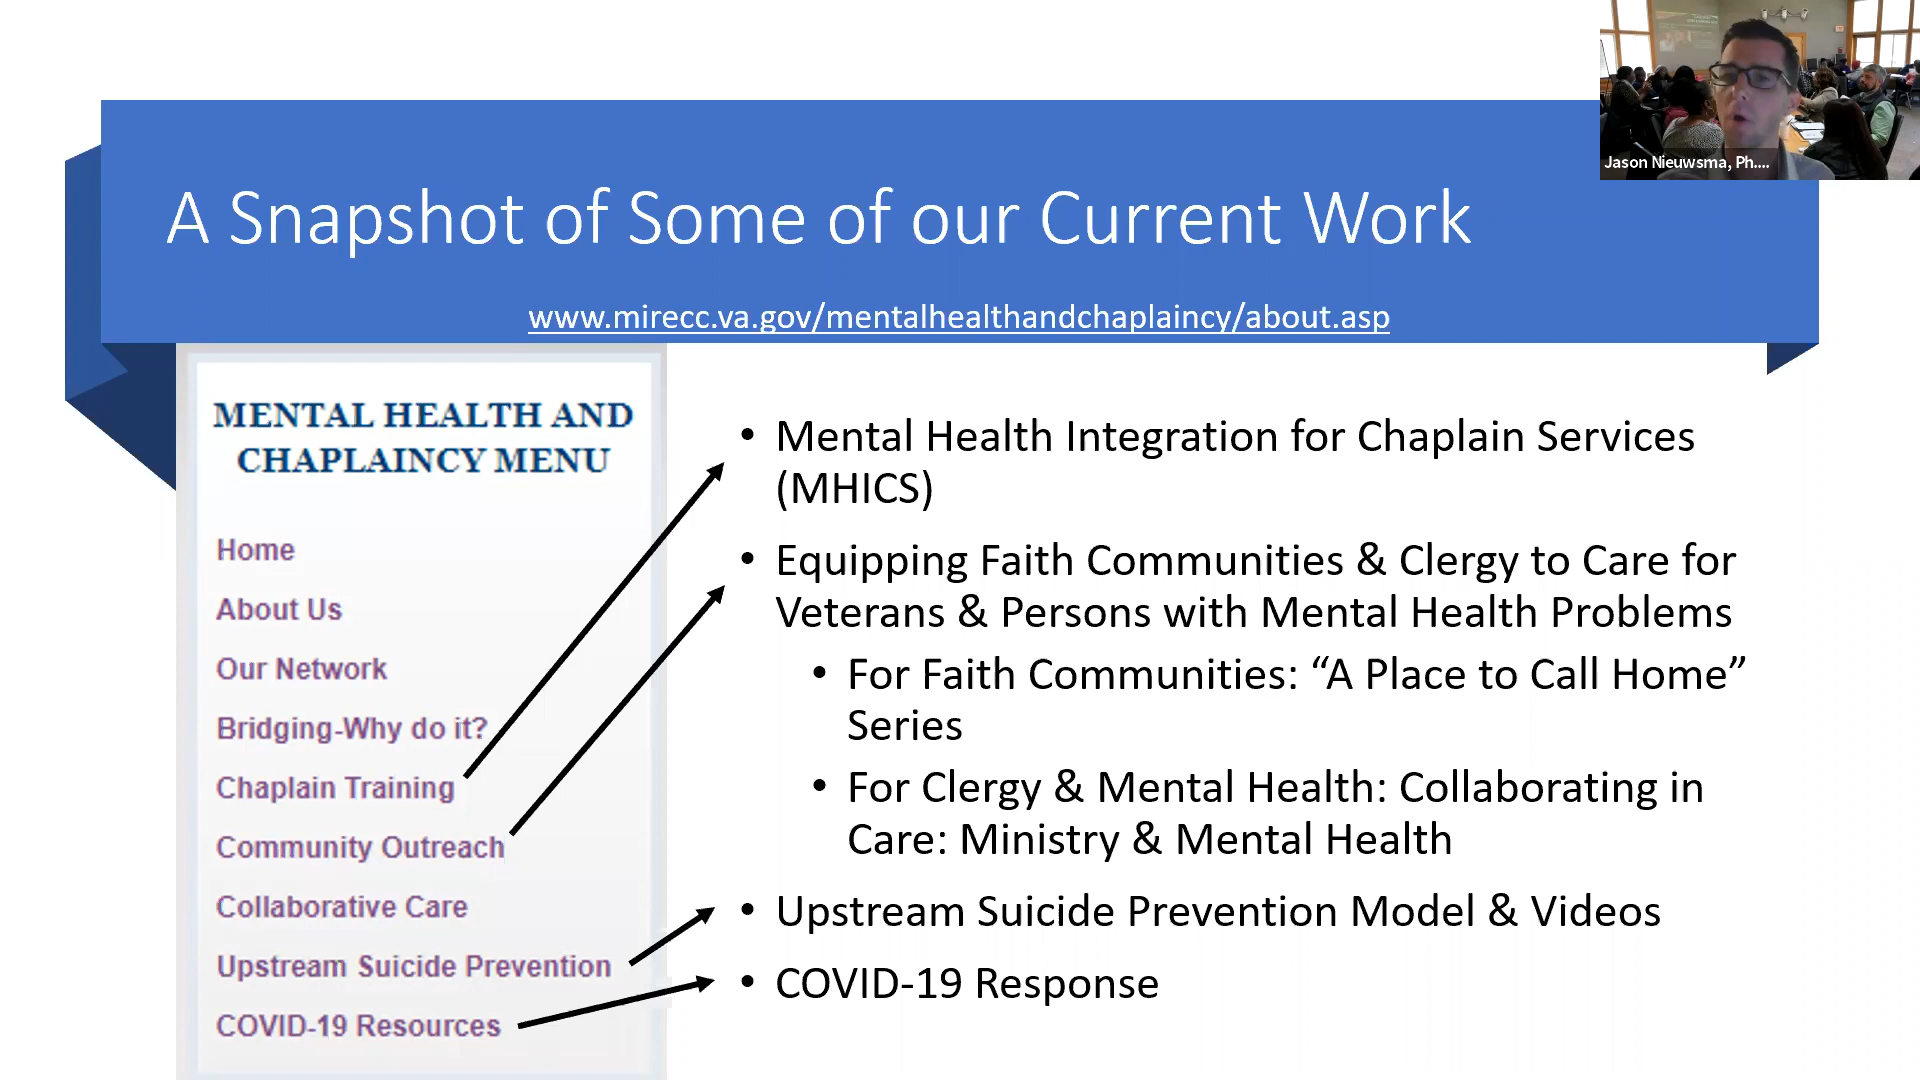 Jason Nieuwsma, Ph....
A Snapshot of Some of our Current Work
www.mirecc.va.gov/mentalhealthandchaplaincy/about.asp
MENTAL HEALTH AND
CHAPLAINCY MENU
Home
About Us
Our Network
Bridging-Why do it?
Chaplain Training
Community Outreach
Collaborative Care
Upstream Suicide Prevention
COVID-19 Resources
• Mental Health Integration for Chaplain Services
(MHICS)
• Equipping Faith Communities & Clergy to Care for
Veterans & Persons with Mental Health Problems
• For Faith Communities: “A Place to Call Home”
Series
• For Clergy & Mental Health: Collaborating in
Care: Ministry & Mental Health
• Upstream Suicide Prevention Model & Videos
• COVID-19 Response